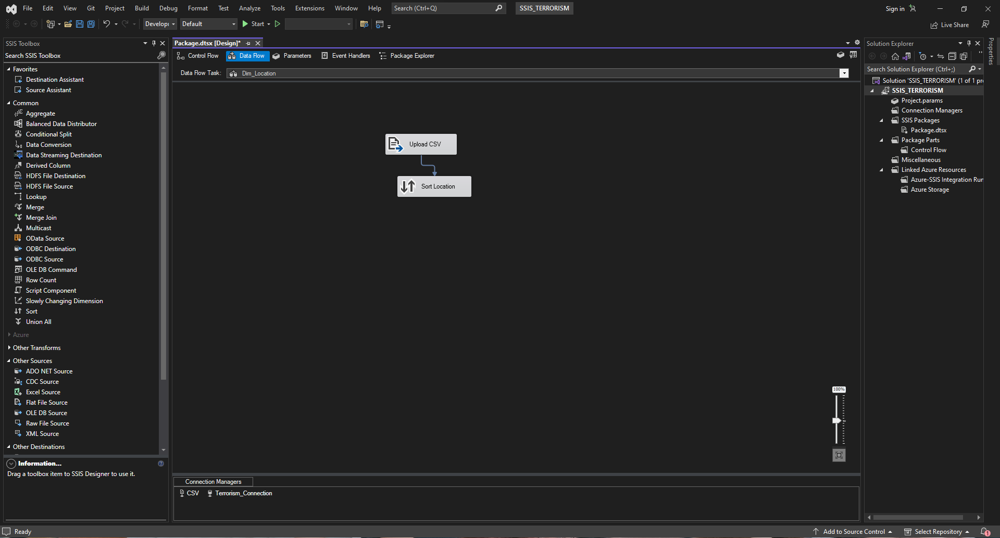 File Edit View Git Project Build Debug Format Test Analyze Tools Extensions Window Help Search (Ctrl+Q) SSIS_TERRORISM Sign in
Develop Default Start Live Share
SSIS Toolbox
Search SSIS Toolbox
Favorites
Destination Assistant
Source Assistant
Common
Aggregate
Balanced Data Distributor
Conditional Split
Data Conversion
Data Streaming Destination
Derived Column
HDFS File Destination
HDFS File Source
Lookup
Merge
Merge Join
Multicast
OData Source
ODBC Destination
ODBC Source
OLE DB Command
Row Count
Script Component
Slowly Changing Dimension
Sort
Union All
Azure
Other Transforms
Other Sources
ADO NET Source
CDC Source
Excel Source
Flat File Source
OLE DB Source
Raw File Source
XML Source
Other Destinations
Information...
Drag a toolbox item to SSIS Designer to use it.
Package.dtsx [Design]*
Control Flow Data Flow Parameters Event Handlers Package Explorer
Data Flow Task: Dim_Location
Upload CSV
Sort Location
100%
Connection Managers
CSV Terrorism_Connection
Solution Explorer
Search Solution Explorer (Ctrl+;)
Solution 'SSIS_TERRORISM' (1 of 1 pr
SSIS_TERRORISM
Project.params
Connection Managers
SSIS Packages
Package.dtsx
Package Parts
Control Flow
Miscellaneous
Linked Azure Resources
Azure-SSIS Integration Run
Azure Storage
Properties
Ready Add to Source Control Select Repository 1